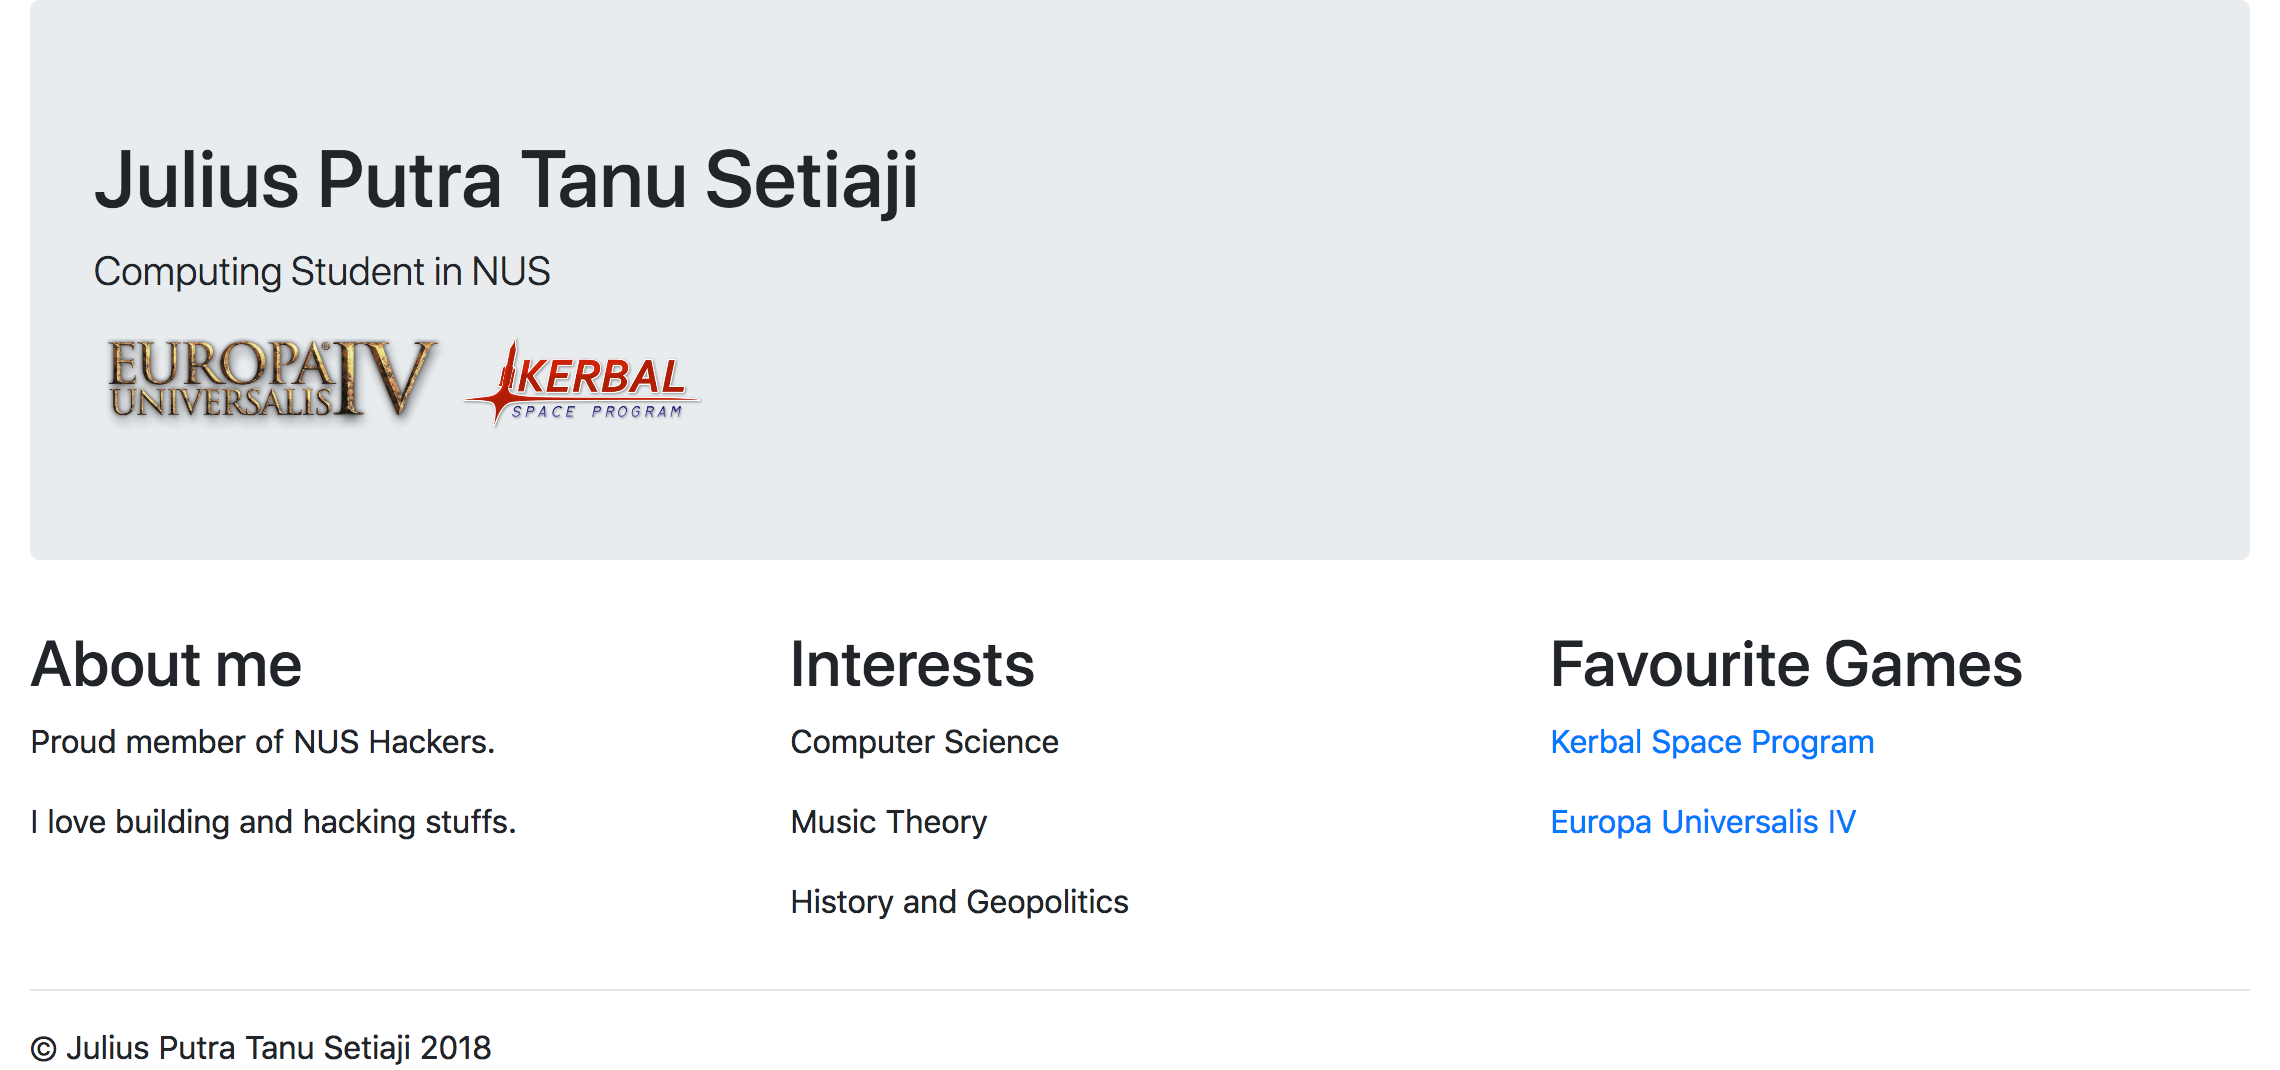 Julius Putra Tanu Setiaji
Computing Student in NUS
EUROPA® IV
UNIVERSALIS
KERBAL
SPACE PROGRAM
About me
Proud member of NUS Hackers.
I love building and hacking stuffs.
Interests
Computer Science
Music Theory
History and Geopolitics
Favourite Games
Kerbal Space Program
Europa Universalis IV
© Julius Putra Tanu Setiaji 2018